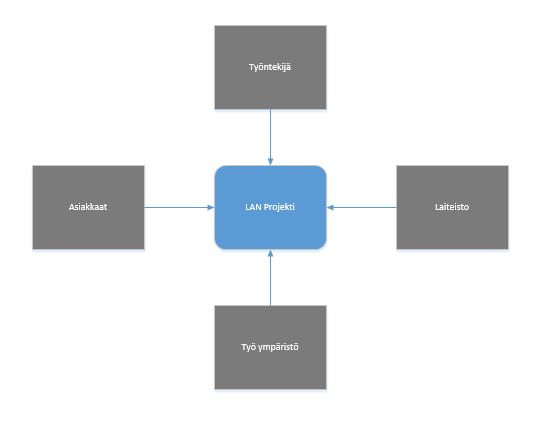 Työntekijä
Asiakkaat
LAN Projekti
Laiteisto
Työ ympäristö